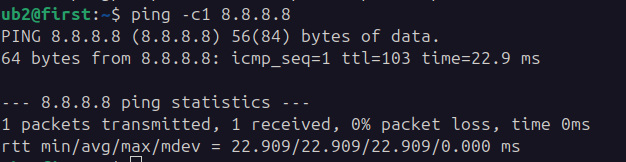 ub2@first:~$ ping -c1 8.8.8.8
PING 8.8.8.8 (8.8.8.8) 56(84) bytes of data.
64 bytes from 8.8.8.8: icmp_seq=1 ttl=103 time=22.9 ms

--- 8.8.8.8 ping statistics ---
1 packets transmitted, 1 received, 0% packet loss, time 0ms
rtt min/avg/max/mdev = 22.909/22.909/22.909/0.000 ms